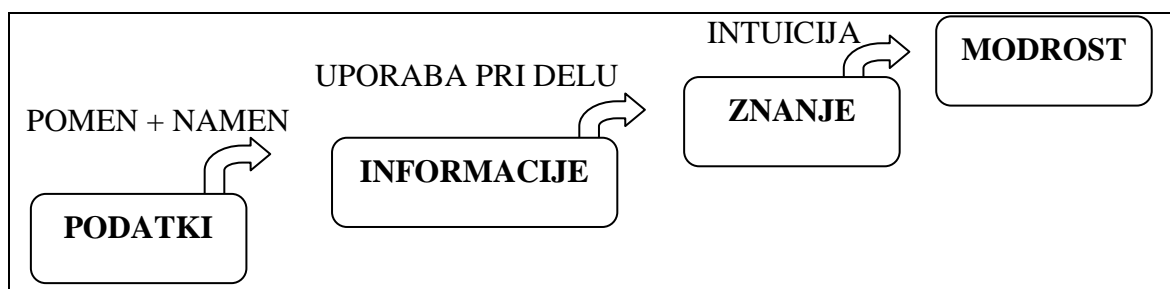 INTUICIJA
MODROST
UPORABA PRI DELU
ZNANJE
POMEN + NAMEN
INFORMACIJE
PODATKI